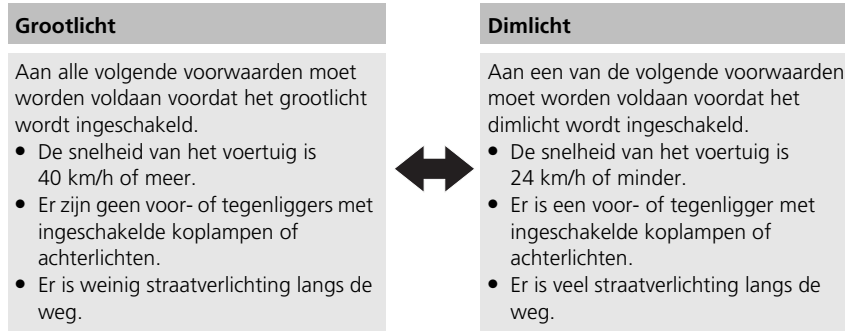 Grootlicht
Aan alle volgende voorwaarden moet
worden voldaan voordat het grootlicht
wordt ingeschakeld.
• De snelheid van het voertuig is
40 km/h of meer.
• Er zijn geen voor- of tegenliggers met
ingeschakelde koplampen of
achterlichten.
• Er is weinig straatverlichting langs de
weg.
Dimlicht
Aan een van de volgende voorwaarden
moet worden voldaan voordat het
dimlicht wordt ingeschakeld.
• De snelheid van het voertuig is
24 km/h of minder.
• Er is een voor- of tegenligger met
ingeschakelde koplampen of
achterlichten.
• Er is veel straatverlichting langs de
weg.